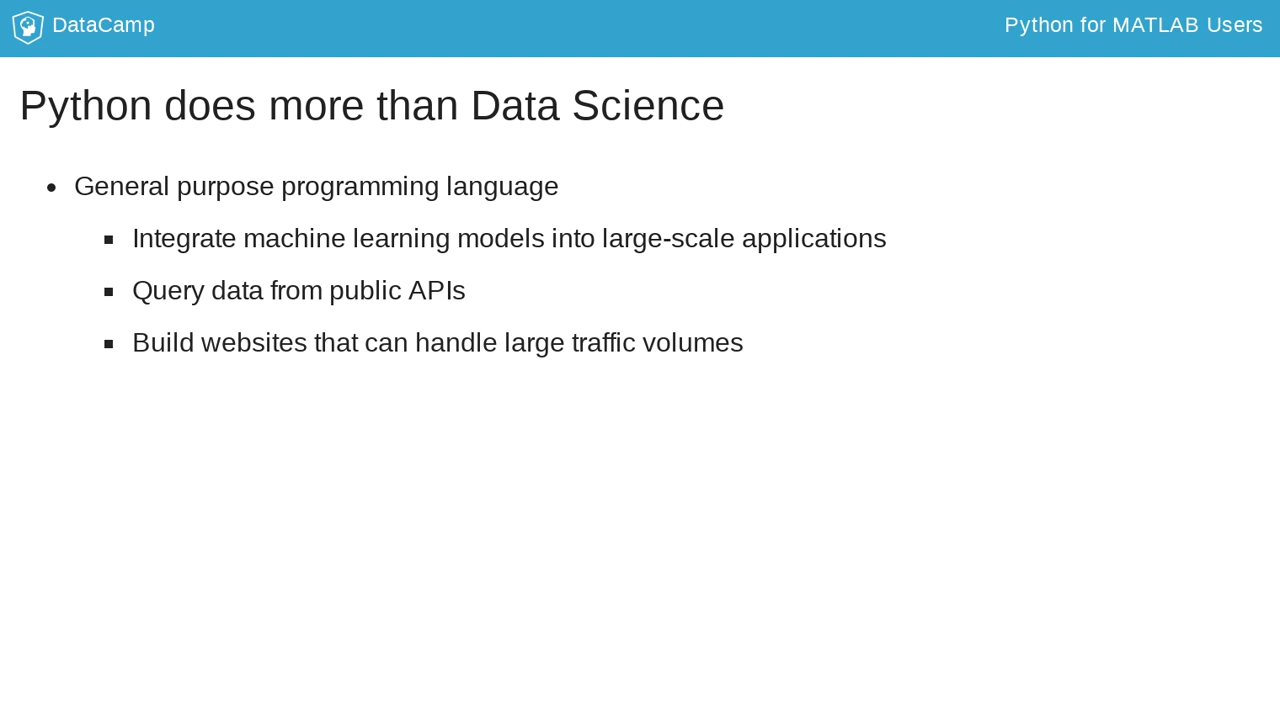 DataCamp
Python for MATLAB Users
Python does more than Data Science
General purpose programming language
Integrate machine learning models into large-scale applications
Query data from public APIs
Build websites that can handle large traffic volumes